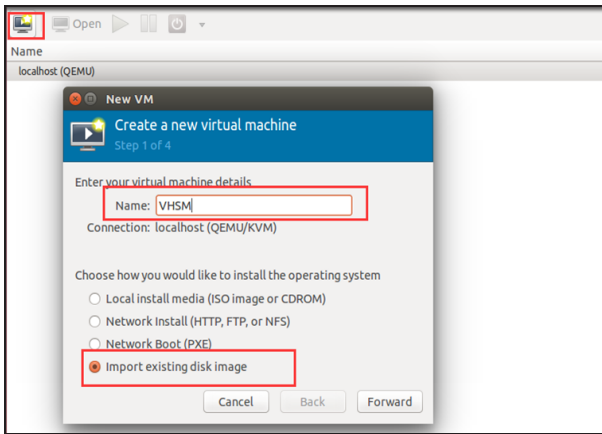 Open
Name
localhost (QEMU)
New VM
Create a new virtual machine
Step 1 of 4
Enter your virtual machine details
Name: VHSM
Connection: localhost (QEMU/KVM)
Choose how you would like to install the operating system
Local install media (ISO image or CDROM)
Network Install (HTTP, FTP, or NFS)
Network Boot (PXE)
Import existing disk image
Cancel Back Forward